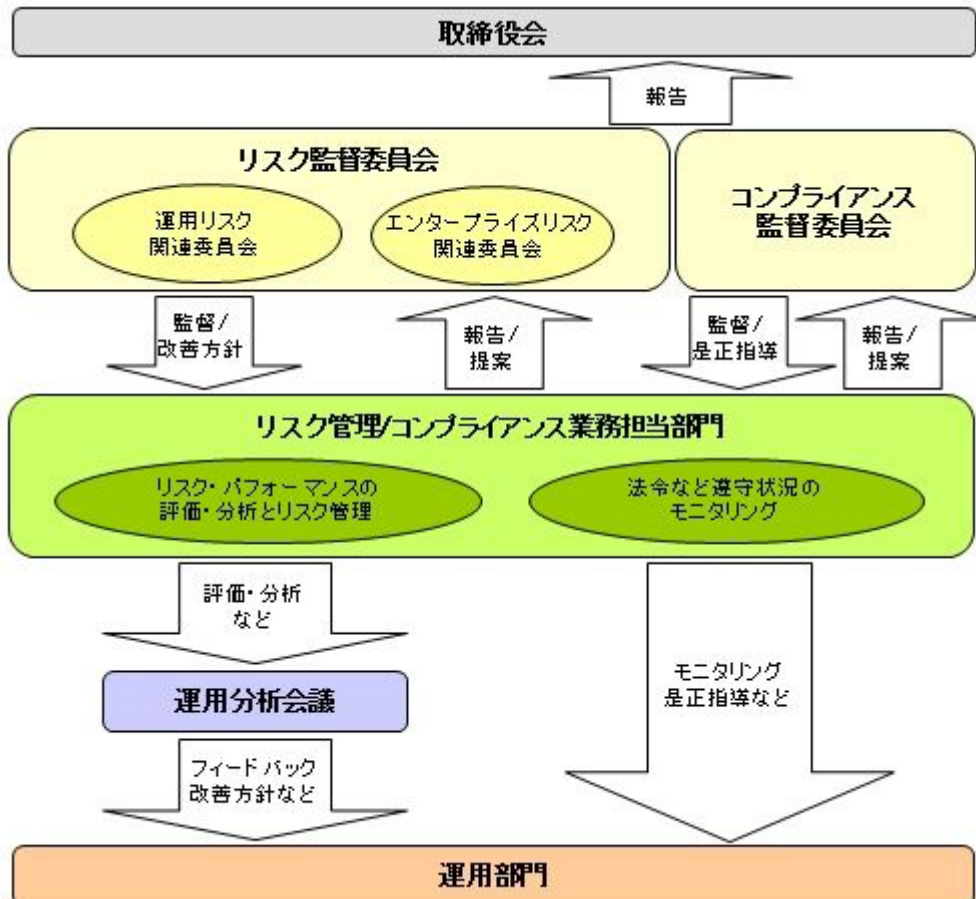 取締役会
報告
リスク監督委員会
運用リスク
関連委員会
エンタープライズリスク
関連委員会
コンプライアンス
監督委員会
監督/
改善方針
報告/
提案
監督/
是正指導
報告/
提案
リスク管理/コンプライアンス業務担当部門
リスク・パフォーマンスの
評価・分析とリスク管理
法令など遵守状況の
モニタリング
評価・分析
など
運用分析会議
フィードバック
改善方針など
モニタリング
是正指導など
運用部門